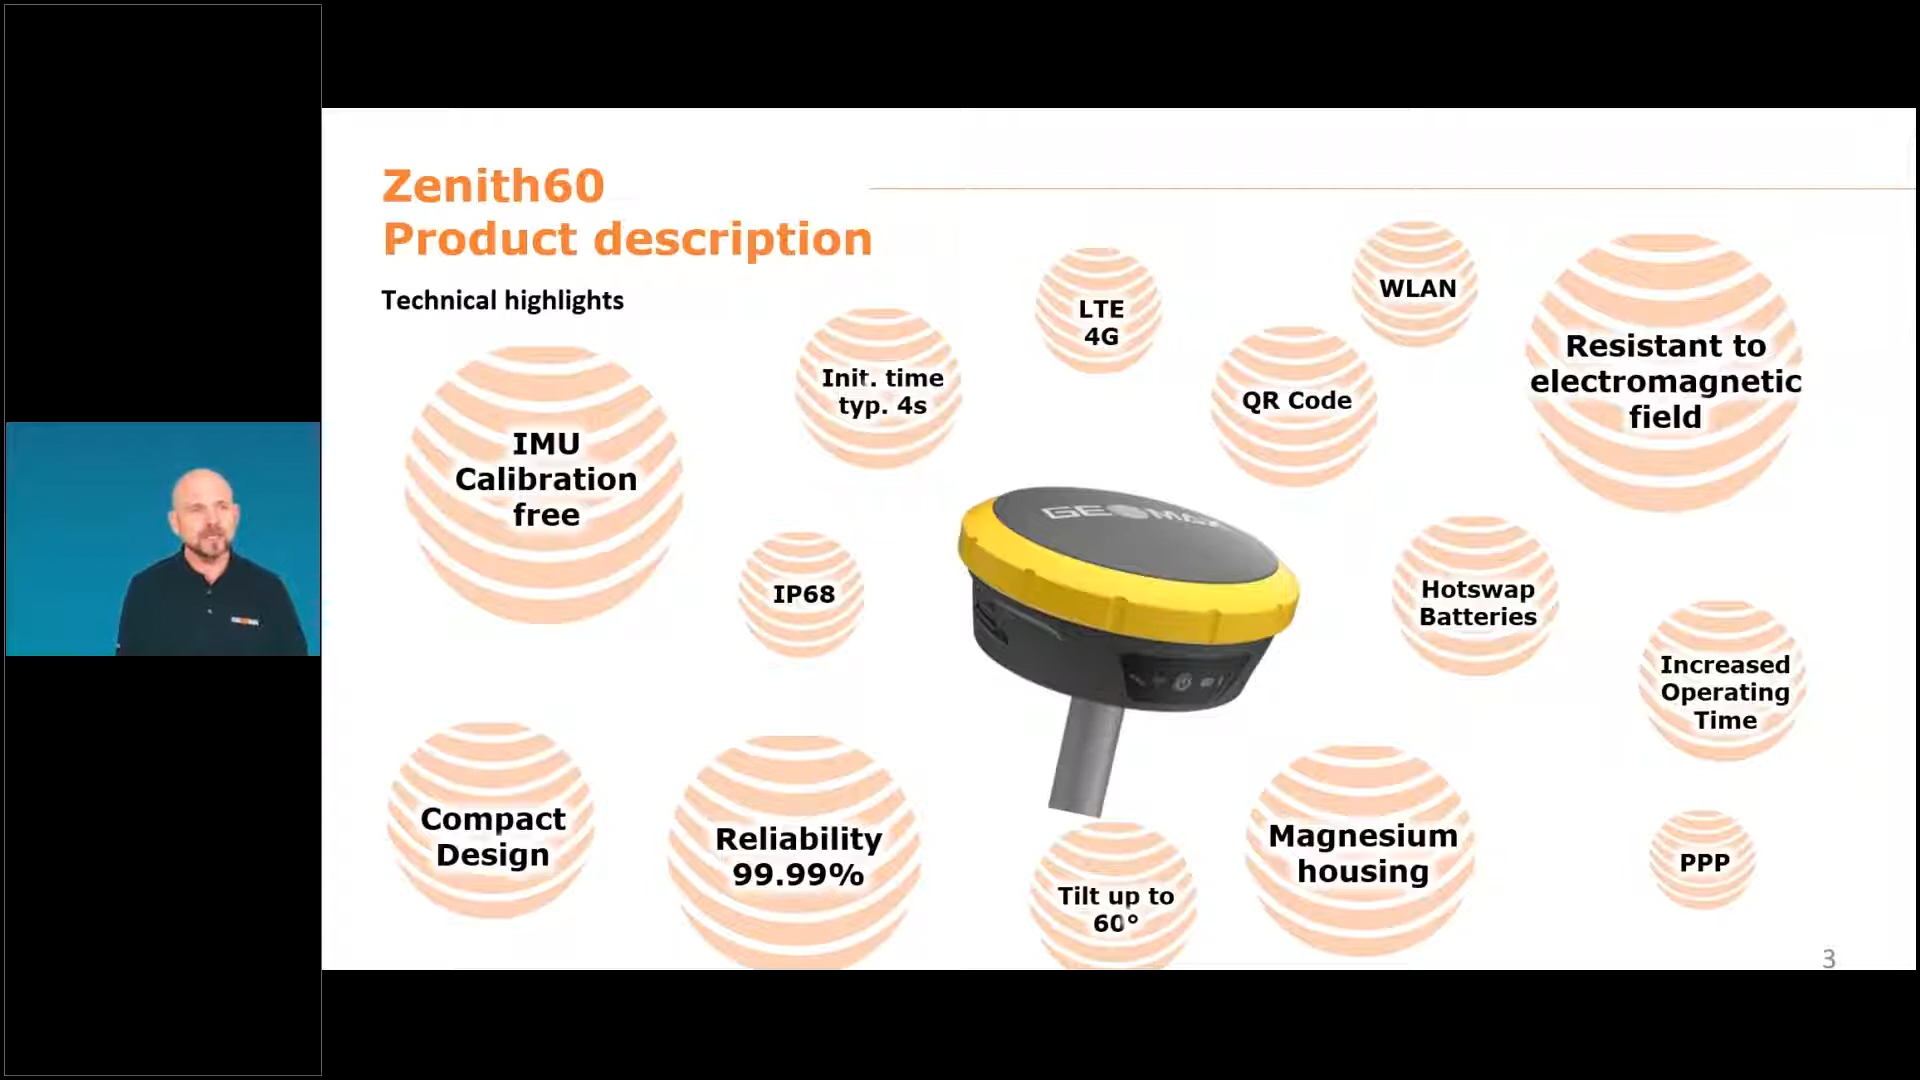 Zenith60
Product description
Technical highlights
LTE
4G
WLAN
Init. time
typ. 4s
QR Code
Resistant to
electromagnetic
field
IMU
Calibration
free
GEOMAX
IP68
Hotswap
Batteries
Increased
Operating
Time
Compact
Design
Reliability
99.99%
Tilt up to
60°
Magnesium
housing
PPP
3